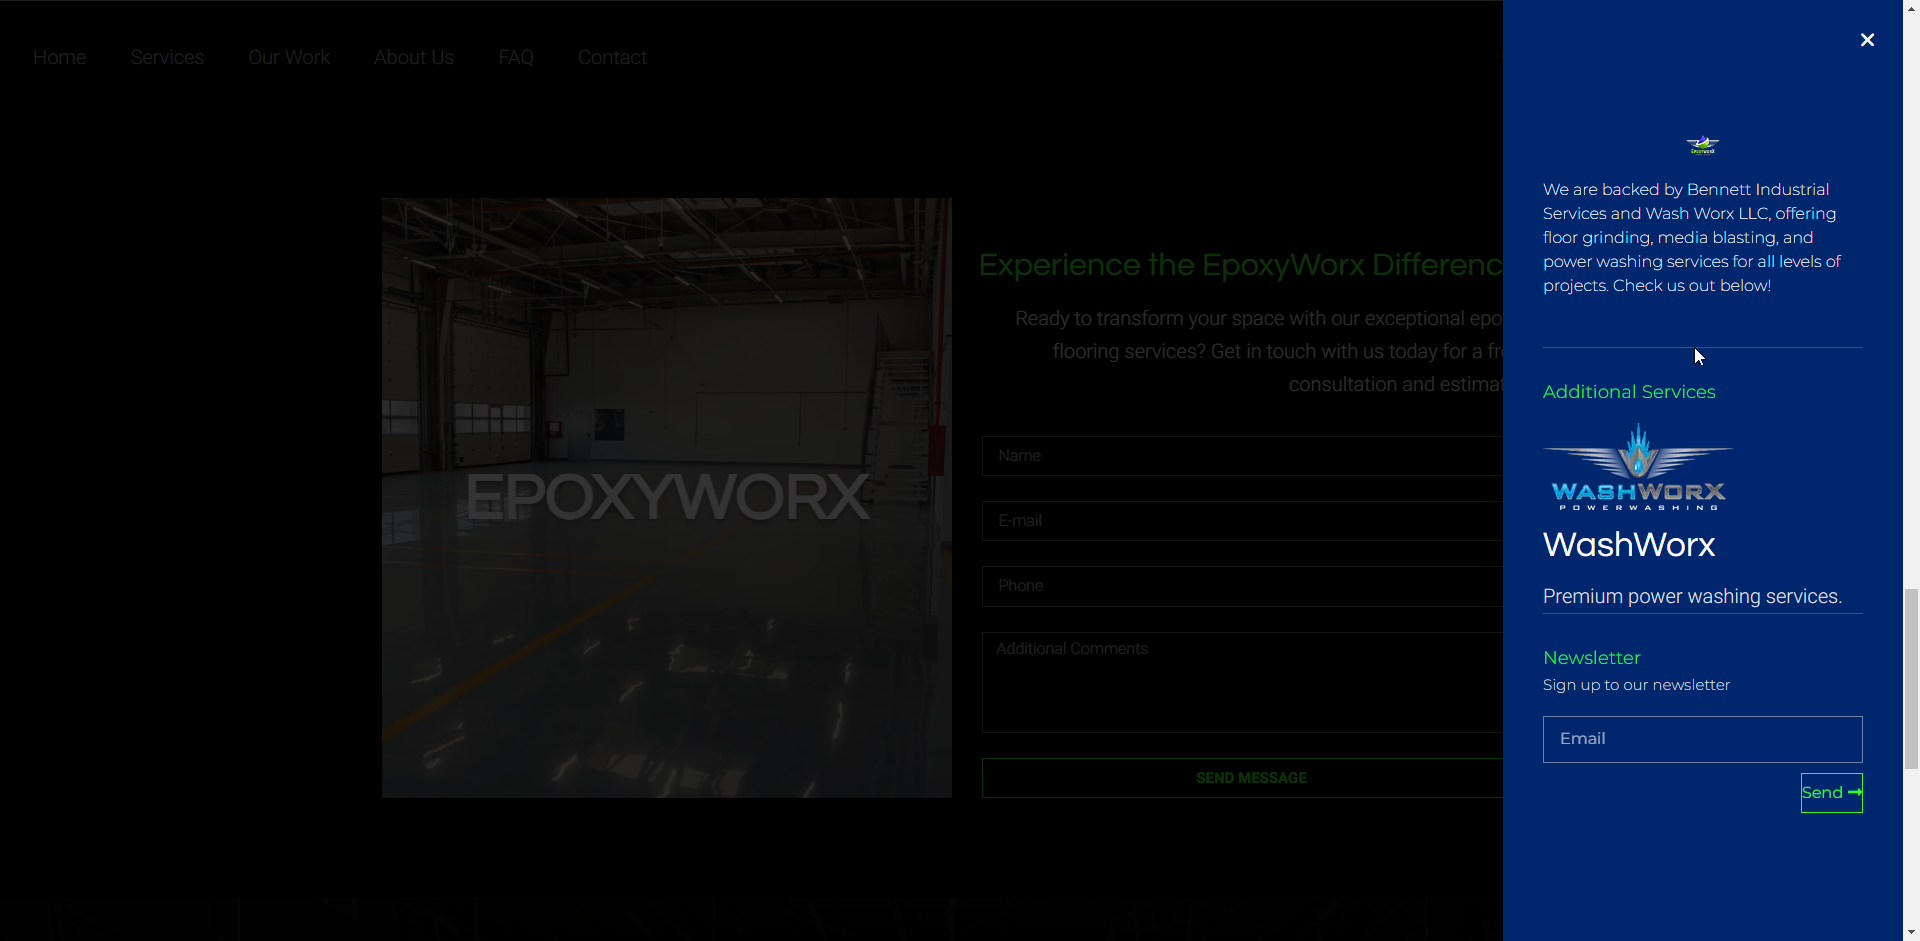 Home Services Our Work About Us FAQ Contact
EPOXYWORX
Experience the EpoxyWorx Differenc
Ready to transform your space with our exceptional epo
flooring services? Get in touch with us today for a fr
consultation and estimat
Name
E-mail
Phone
Additional Comments
SEND MESSAGE
EPOXYWORX
We are backed by Bennett Industrial
Services and Wash Worx LLC, offering
floor grinding, media blasting, and
power washing services for all levels of
projects. Check us out below!
Additional Services
WASHWORX
POWERWASHING
WashWorx
Premium power washing services.
Newsletter
Sign up to our newsletter
Email
Send